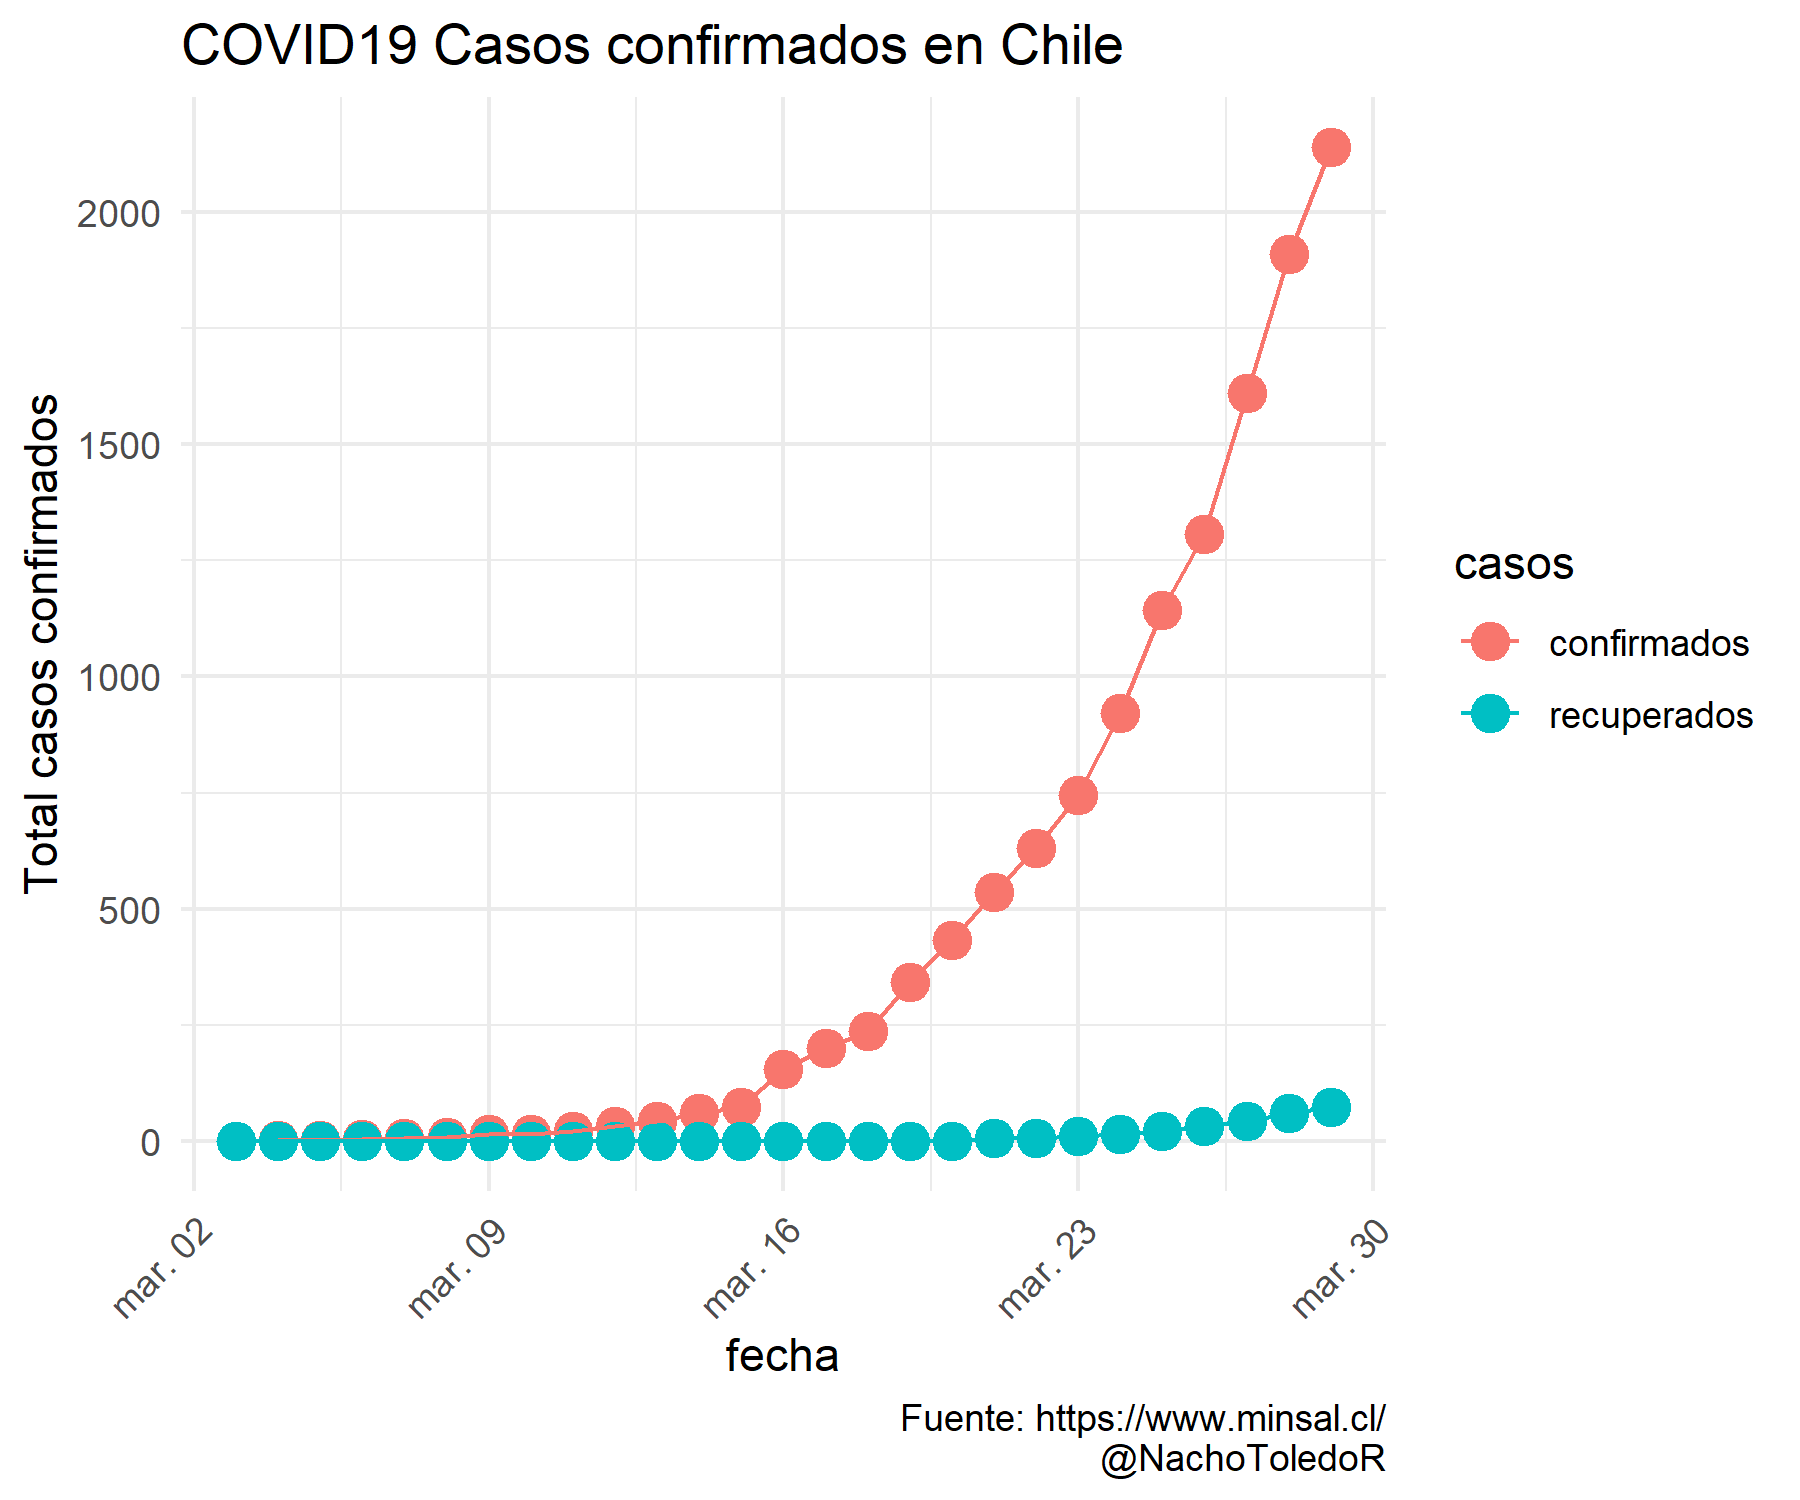 COVID19 Casos confirmados en Chile
Total casos confirmados
2000
1500
1000
500
0
mar. 02
mar. 09
mar. 16
mar. 23
mar. 30
fecha
casos
confirmados
recuperados
Fuente: https://www.minsal.cl/
@NachoToledoR